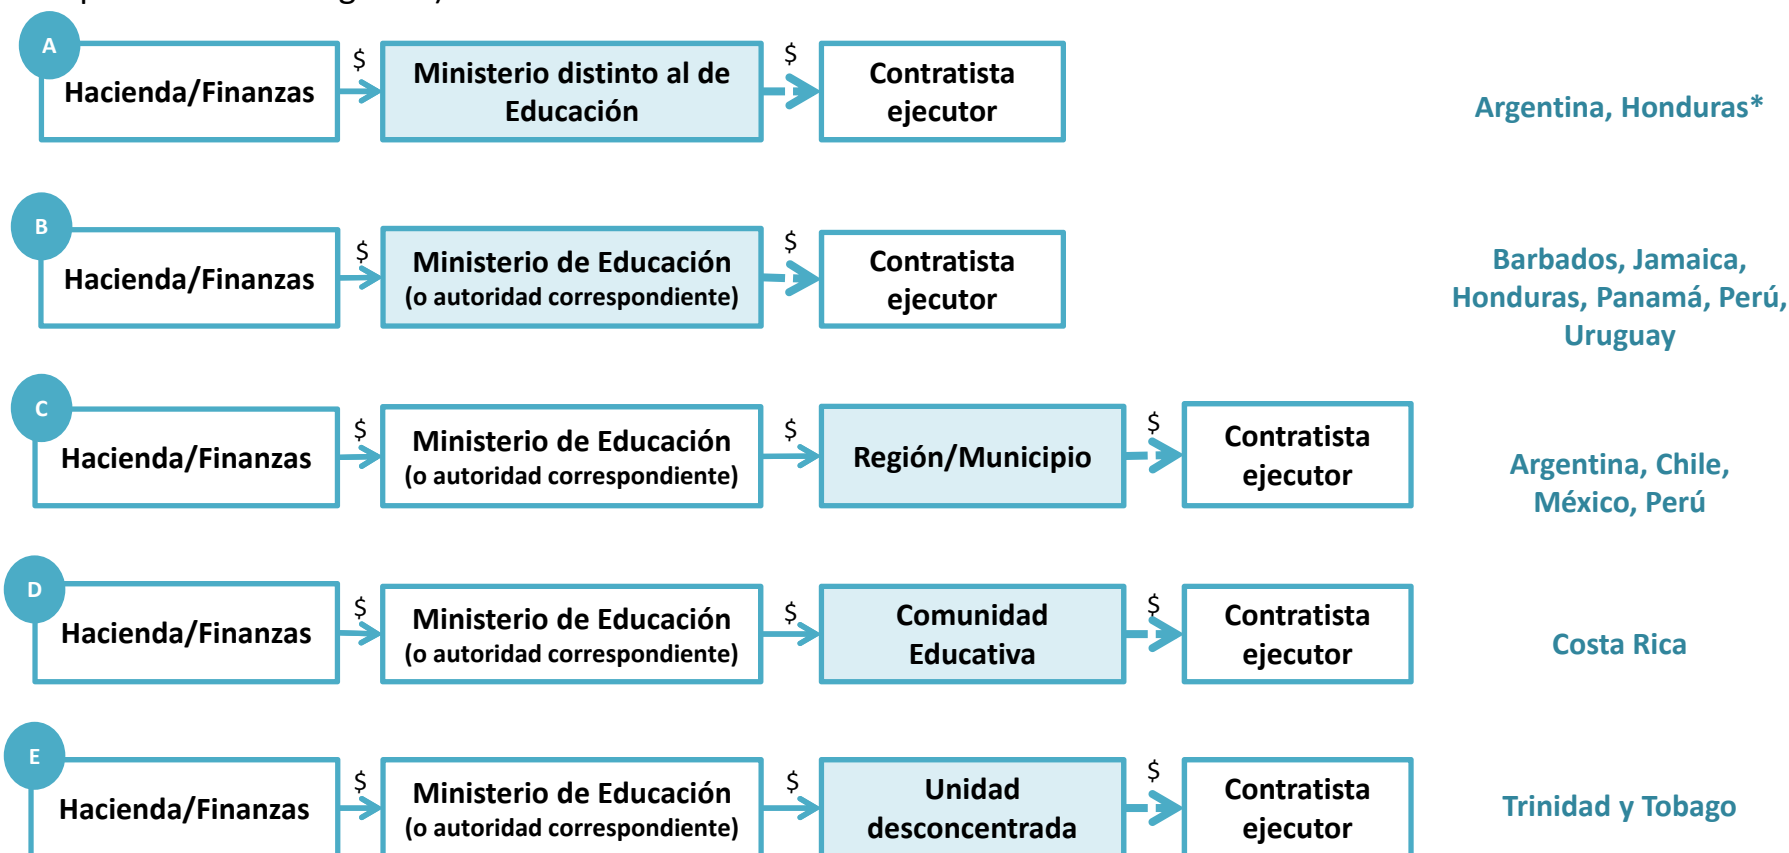 A
Hacienda/Finanzas
$
Ministerio distinto al de
Educación
$
Contratista
ejecutor
Argentina, Honduras*
B
Hacienda/Finanzas
$
Ministerio de Educación
(o autoridad correspondiente)
$
Contratista
ejecutor
Barbados, Jamaica,
Honduras, Panamá, Perú,
Uruguay
C
Hacienda/Finanzas
$
Ministerio de Educación
(o autoridad correspondiente)
$
Región/Municipio
$
Contratista
ejecutor
Argentina, Chile,
México, Perú
D
Hacienda/Finanzas
$
Ministerio de Educación
(o autoridad correspondiente)
$
Comunidad
Educativa
$
Contratista
ejecutor
Costa Rica
E
Hacienda/Finanzas
$
Ministerio de Educación
(o autoridad correspondiente)
$
Unidad
desconcentrada
$
Contratista
ejecutor
Trinidad y Tobago